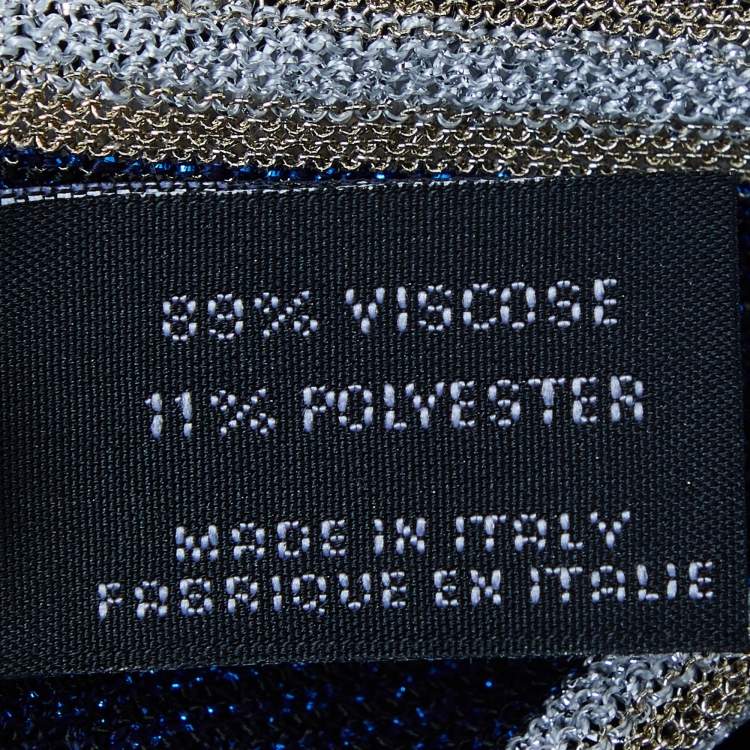 89% VISCOSE
11% POLYESTER
MADE IN ITALY
FABRIQUE EN ITALIE